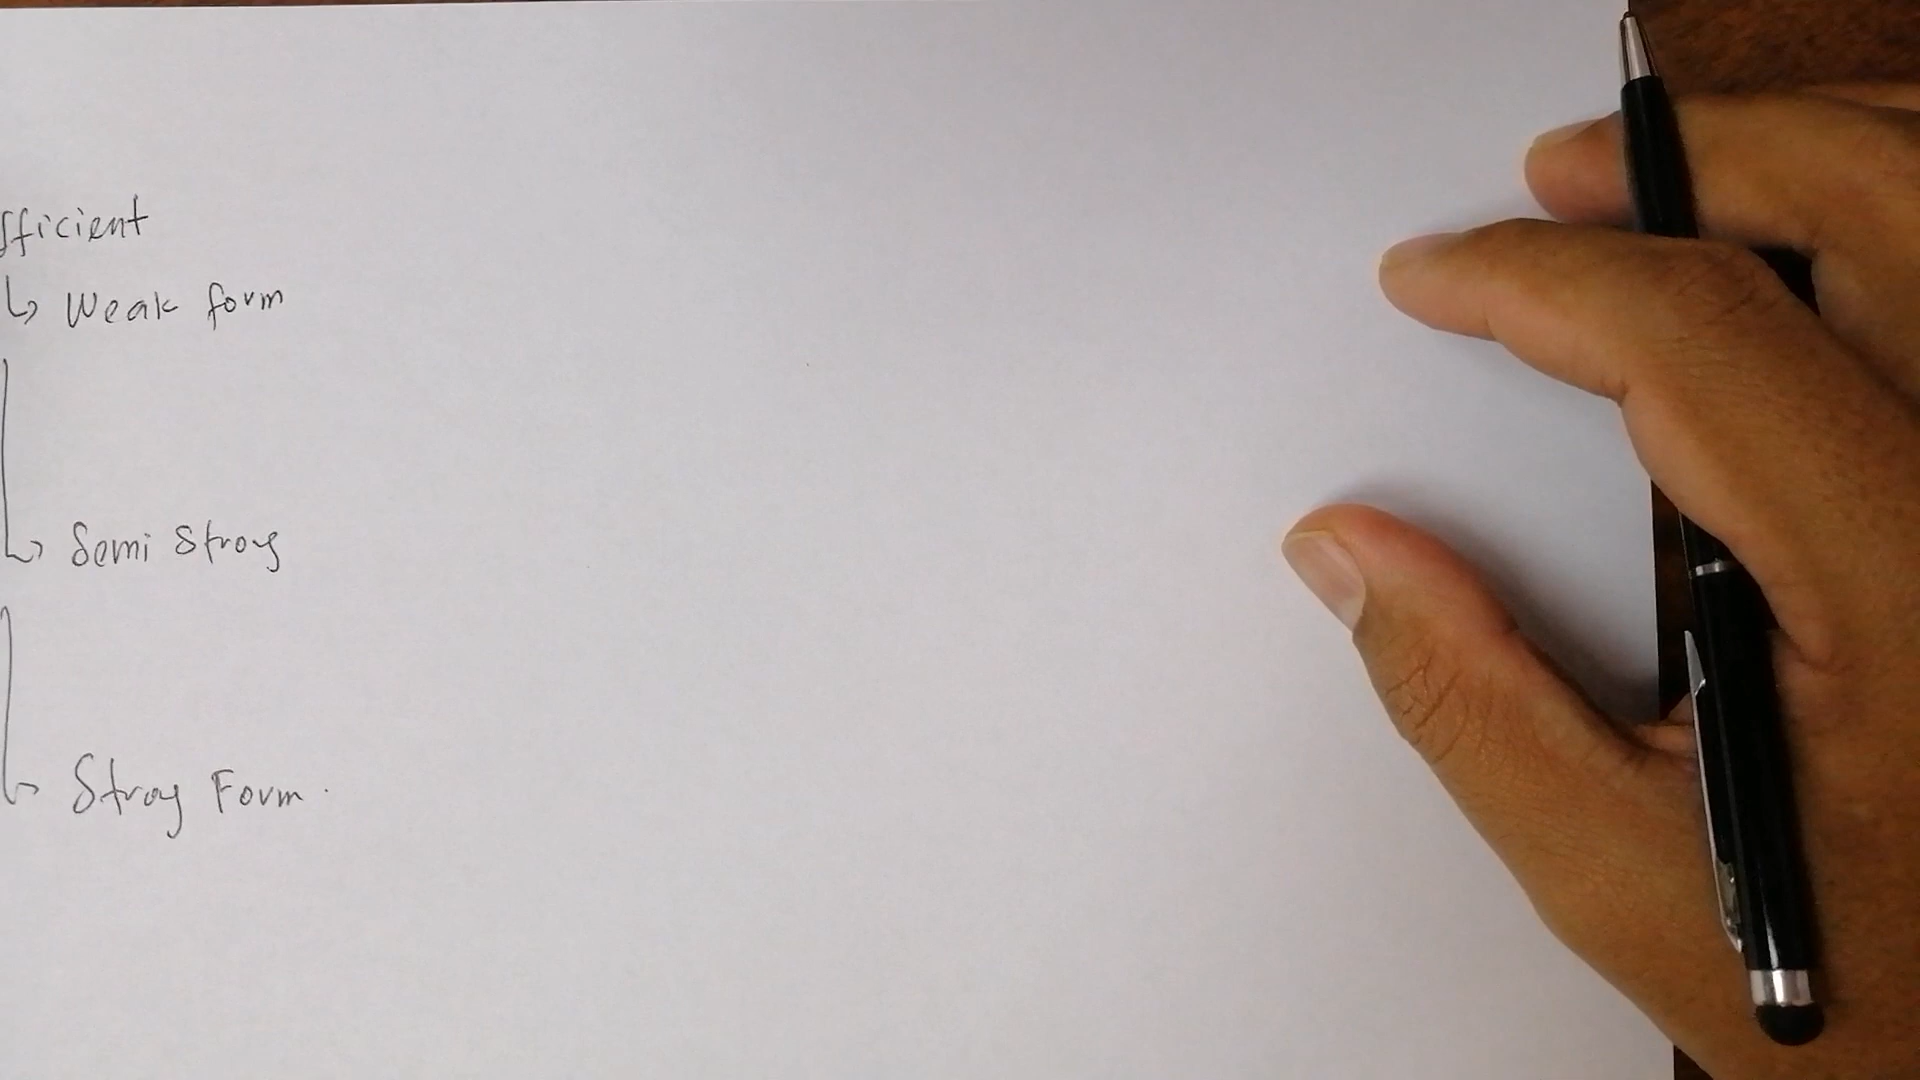 fficient
↳ Weak form
↳ Semi Strong
↳ Strong Form.